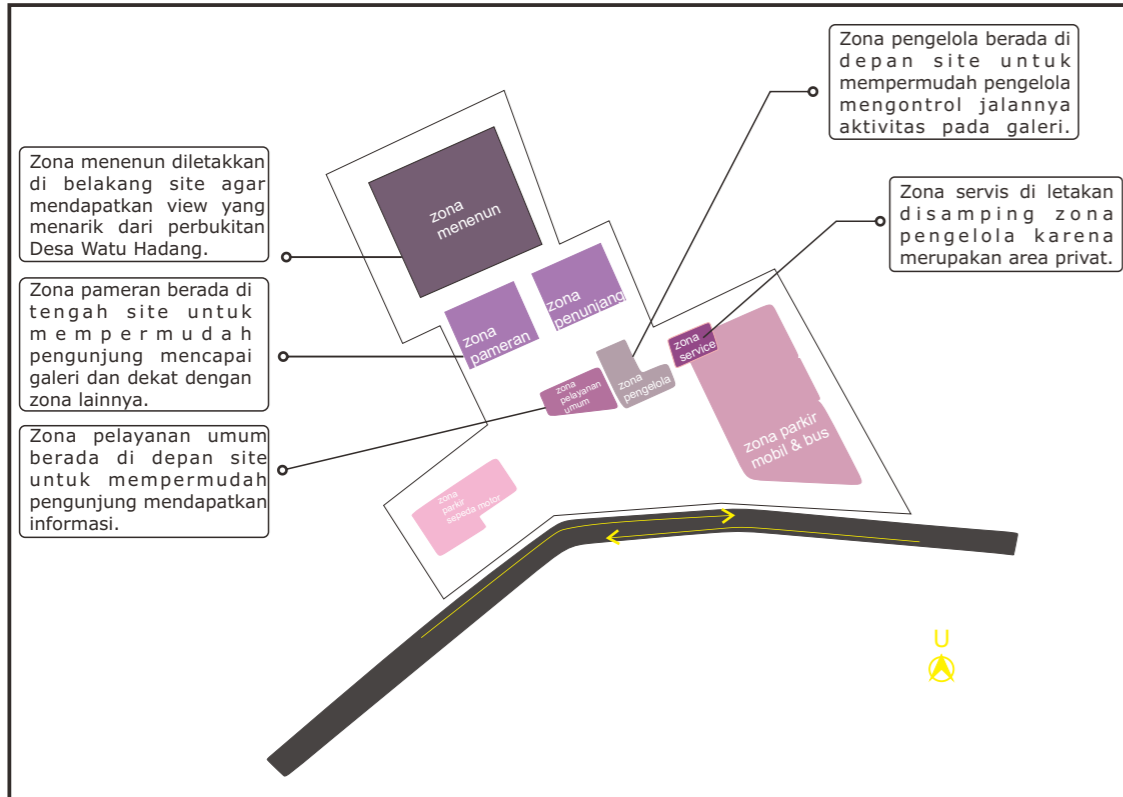 Zona pengelola berada di
depan site untuk
mempermudah pengelola
mengontrol jalannya
aktivitas pada galeri.
Zona menenun diletakkan
di belakang site agar
mendapatkan view yang
menarik dari perbukitan
Desa Watu Hadang.
Zona servis di letakan
disamping zona
pengelola karena
merupakan area privat.
Zona pameran berada di
tengah site untuk
mempermudah
pengunjung mencapai
galeri dan dekat dengan
zona lainnya.
Zona pelayanan umum
berada di depan site
untuk mempermudah
pengunjung mendapatkan
informasi.
zona
menenun
zona
penunjang
zona
pameran
zona
service
zona
pengelola
zona
pelayanan
umum
zona parkir
mobil & bus
zona
parkir
sepeda motor
U